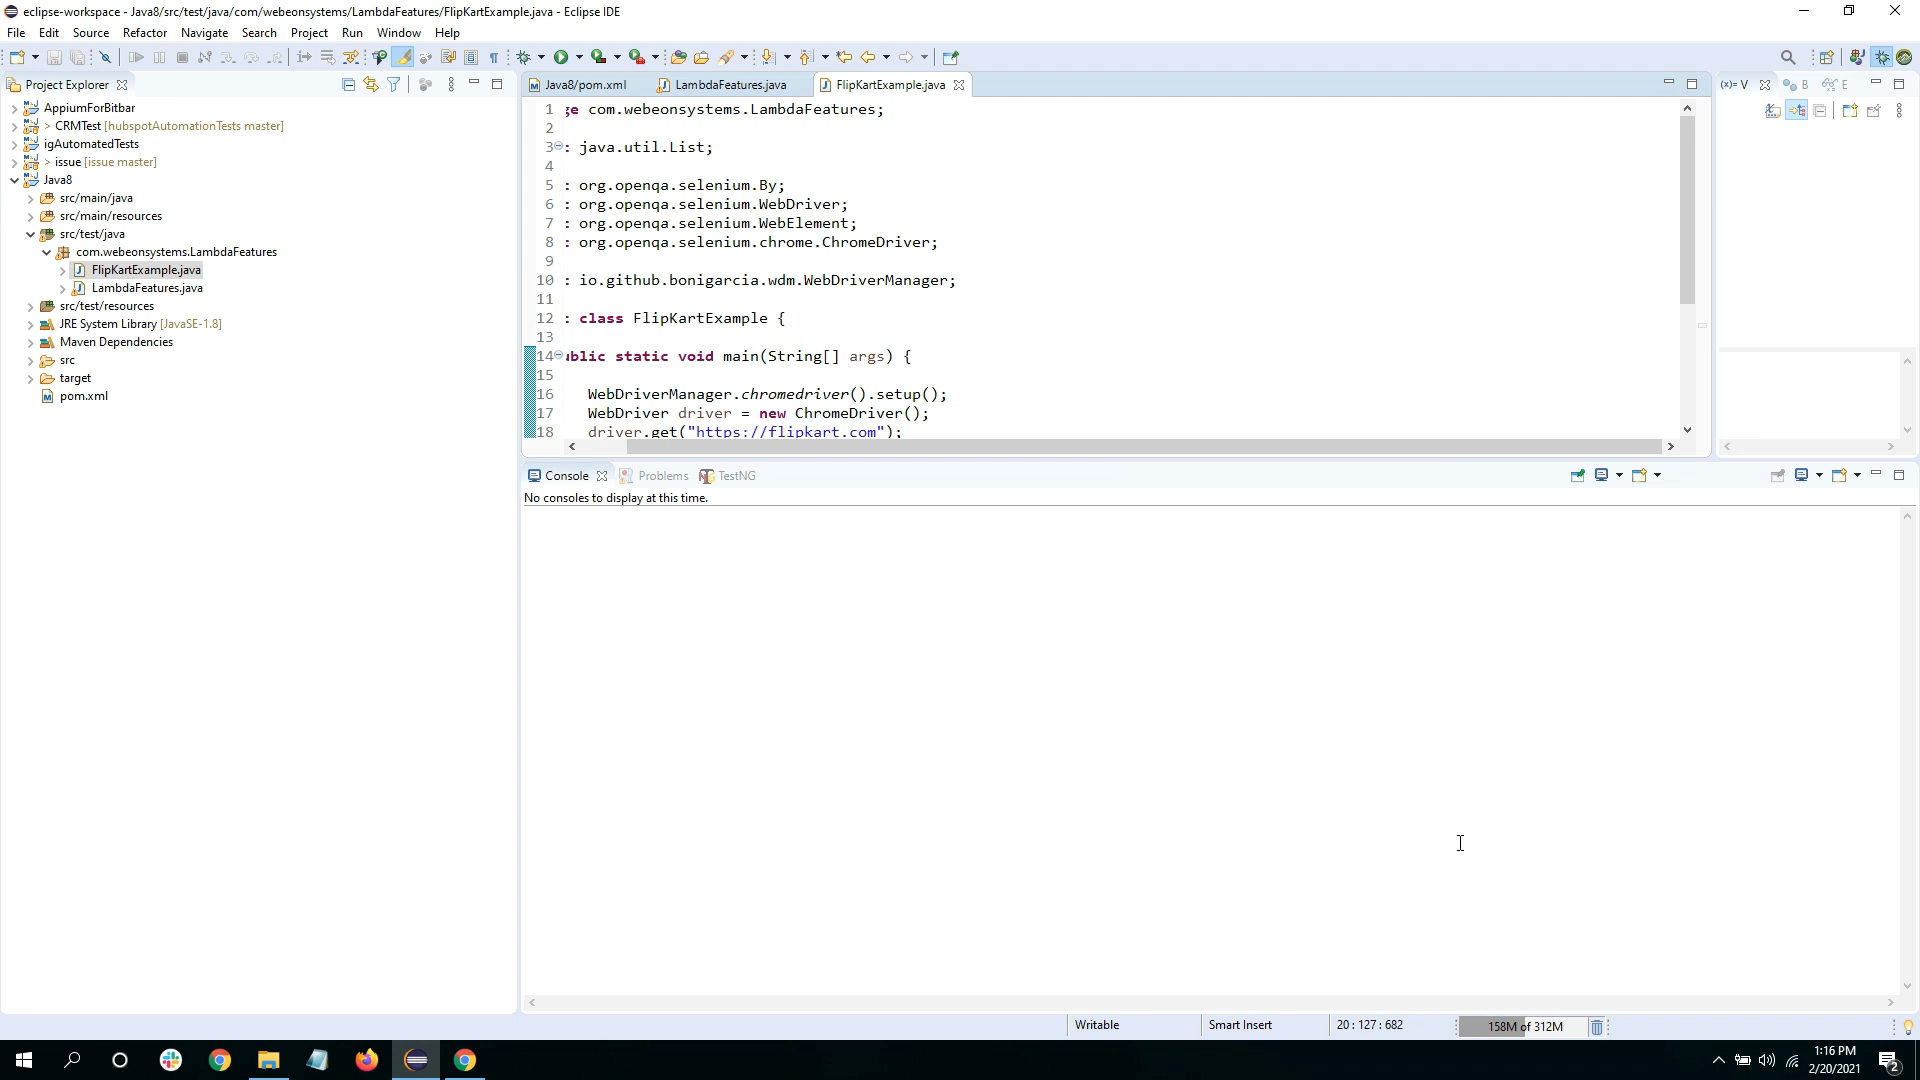 eclipse-workspace - Java8/src/test/java/com/webeonsystems/LambdaFeatures/FlipKartExample.java - Eclipse IDE
File Edit Source Refactor Navigate Search Project Run Window Help
Project Explorer
AppiumForBitbar
> CRMTest [hubspotAutomationTests master]
igAutomatedTests
> issue [issue master]
Java8
src/main/java
src/main/resources
src/test/java
com.webeonsystems.LambdaFeatures
FlipKartExample.java
LambdaFeatures.java
src/test/resources
JRE System Library [JavaSE-1.8]
Maven Dependencies
src
target
pom.xml
Java8/pom.xml LambdaFeatures.java FlipKartExample.java
1 ge com.webeonsystems.LambdaFeatures;
2
3 : java.util.List;
4
5 : org.openqa.selenium.By;
6 : org.openqa.selenium.WebDriver;
7 : org.openqa.selenium.WebElement;
8 : org.openqa.selenium.chrome.ChromeDriver;
9
10 : io.github.bonigarcia.wdm.WebDriverManager;
11
12 : class FlipKartExample {
13
14 ublic static void main(String[] args) {
15
16 WebDriverManager.chromedriver().setup();
17 WebDriver driver = new ChromeDriver();
18 driver.get("https://flipkart.com");
(x)= V B E
Console Problems TestNG
No consoles to display at this time.
Writable Smart Insert 20 : 127 : 682 158M of 312M
1:16 PM
2/20/2021
2